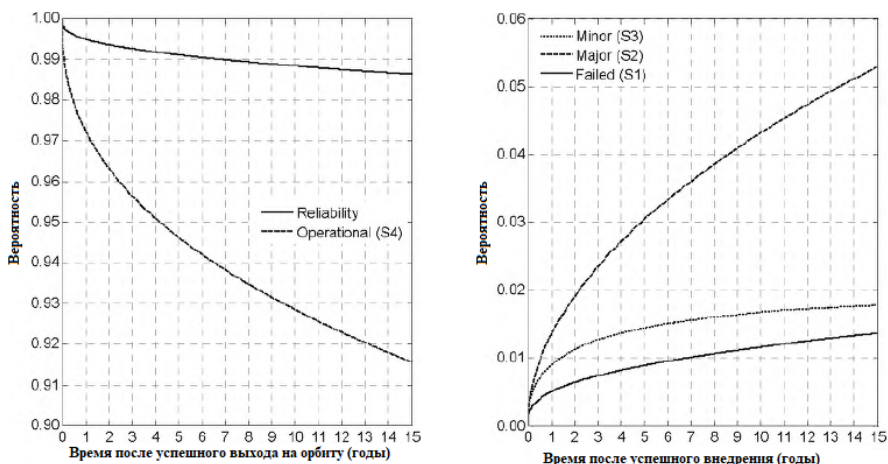 1.00
0.99
0.98
0.97
0.96
0.95
0.94
0.93
0.92
0.91
0.90
Вероятность
Reliability
Operational (S4)
0 1 2 3 4 5 6 7 8 9 10 11 12 13 14 15
Время после успешного выхода на орбиту (годы)
0.06
0.05
0.04
0.03
0.02
0.01
0.00
Вероятность
Minor (S3)
Major (S2)
Failed (S1)
0 1 2 3 4 5 6 7 8 9 10 11 12 13 14 15
Время после успешного внедрения (годы)